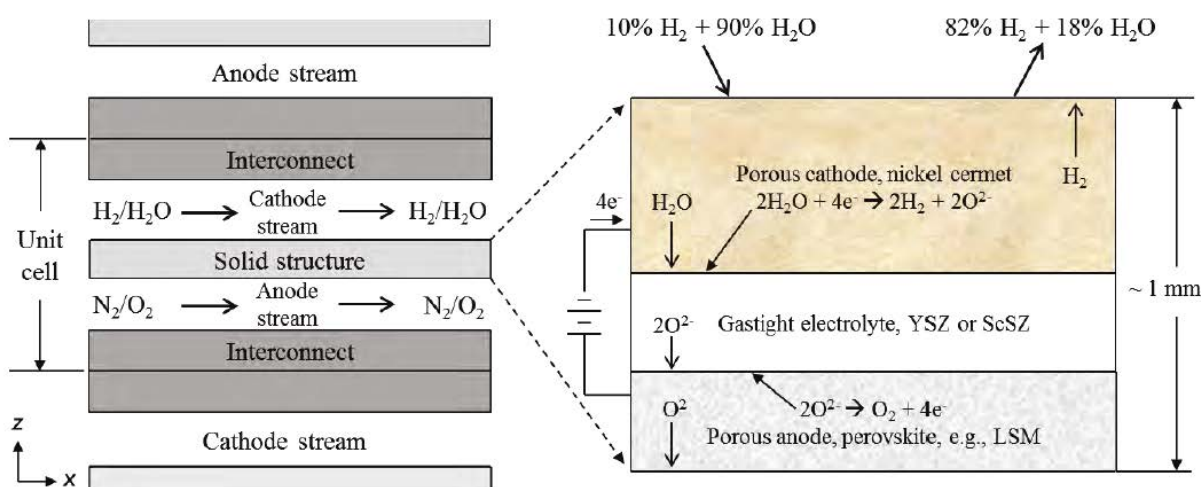 Anode stream
Interconnect
Cathode
H₂/H₂O
stream
H₂/H₂O
Unit
cell
Solid structure
Anode
N₂/O₂
stream
N₂/O₂
Interconnect
Cathode stream
z
x
10% H₂ + 90% H₂O
82% H₂ + 18% H₂O
Porous cathode, nickel cermet
H₂
4e⁻
H₂O
2H₂O + 4e⁻ → 2H₂ + 2O²⁻
~ 1 mm
2O²⁻
Gastight electrolyte, YSZ or ScSZ
O²
2O²⁻ → O₂ + 4e⁻
Porous anode, perovskite, e.g., LSM